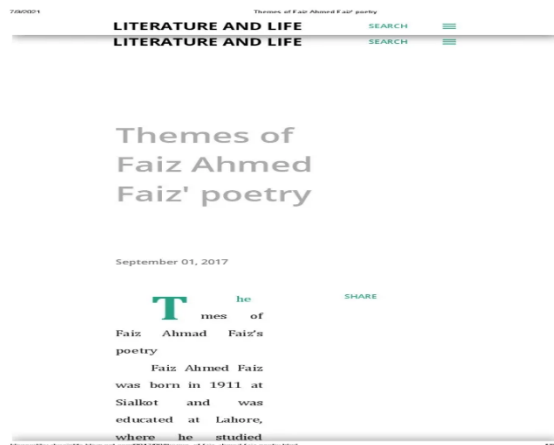 7/9/2021 Themes of Faiz Ahmed Faiz' poetry
LITERATURE AND LIFE SEARCH
LITERATURE AND LIFE SEARCH
Themes of
Faiz Ahmed
Faiz' poetry
September 01, 2017
The
mes of
SHARE
Faiz Ahmad Faiz's
poetry
Faiz Ahmed Faiz
was born in 1911 at
Sialkot and was
educated at Lahore,
where he studied